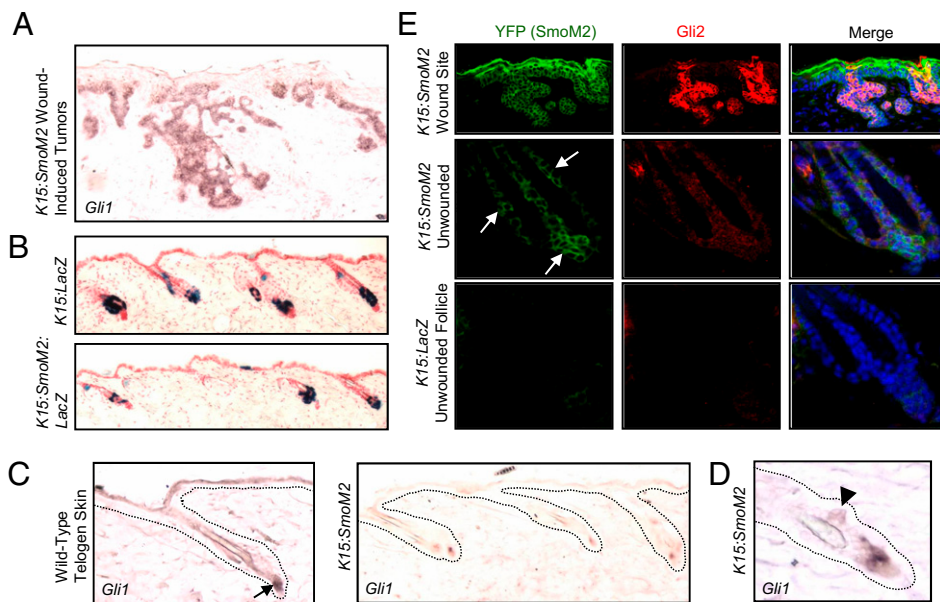 A
K15:SmoM2 Wound-
Induced Tumors
Gli1
B
K15:LacZ
K15:SmoM2:
LacZ
C
Wild-Type
Telogen Skin
Gli1
K15:SmoM2
Gli1
D
K15:SmoM2
Gli1
E
YFP (SmoM2) Gli2 Merge
K15:SmoM2
Wound Site
K15:SmoM2
Unwounded
K15:LacZ
Unwounded Follicle